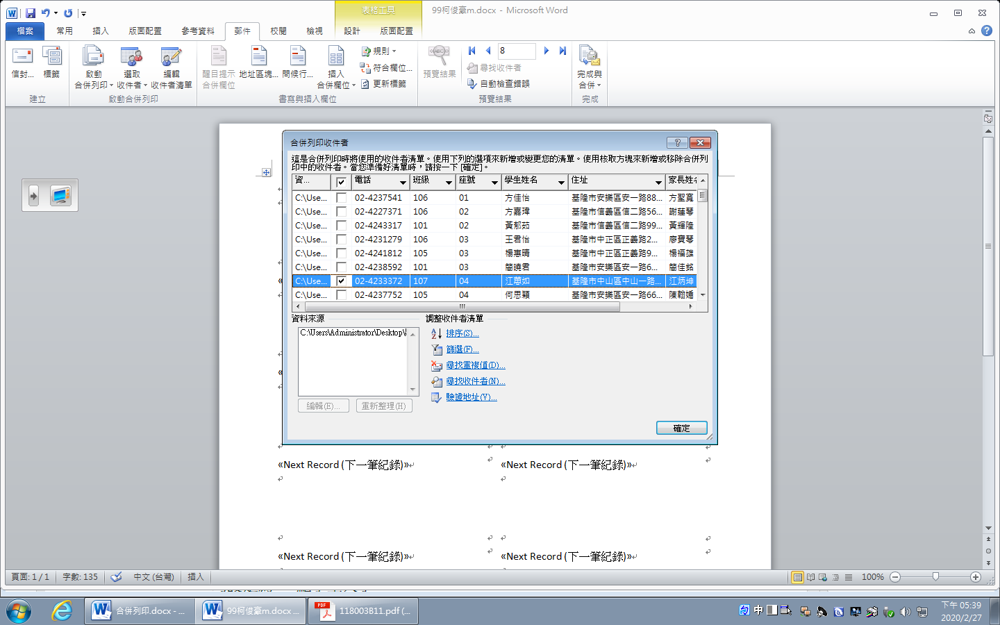 99柯俊豪m.docx - Microsoft Word
表格工具
檔案 常用 插入 版面配置 參考資料 郵件 校閱 檢視 設計 版面配置
信封... 標籤
建立
啟動合併列印 選取收件者 編輯收件者清單
啟動合併列印
醒目提示合併欄位 地址區塊... 問候行... 插入合併欄位
規則
符合欄位...
更新標籤
書寫與插入欄位
預覽結果
8
尋找收件者
自動檢查錯誤
預覽結果
完成與合併
完成
合併列印收件者
這是合併列印時將使用的收件者清單。使用下列的選項來新增或變更您的清單。使用核取方塊來新增或移除合併列
印中的收件者。當您準備好清單時，請按一下 [確定]。
資... 電話 班級 座號 學生姓名 住址 家長姓名
C:\Use... 02-4237541 106 01 方佳怡 基隆市安樂區安一路88... 方聖寬
C:\Use... 02-4227371 106 02 方嘉瑋 基隆市信義區信二路56... 謝蓮琴
C:\Use... 02-4243317 101 02 黃郁茹 基隆市信義區信二路99... 黃輝隆
C:\Use... 02-4231279 106 03 王君怡 基隆市中正區正義路2... 廖寶琴
C:\Use... 02-4241812 105 03 楊惠晴 基隆市中正區正義路9... 楊福雄
C:\Use... 02-4238592 101 03 簡曉君 基隆市安樂區安一路6... 簡佳銘
C:\Use... 02-4233372 107 04 江蕙如 基隆市中山區中山一路... 江炳坤
C:\Use... 02-4237752 105 04 何思穎 基隆市安樂區安一路66... 陳翰嬌
資料來源
C:\Users\Administrator\Desktop\
編輯(E)... 重新整理(H)
調整收件者清單
排序(S)...
篩選(F)...
尋找重複值(D)...
尋找收件者(N)...
驗證地址(V)...
確定
«Next Record (下一筆紀錄)» «Next Record (下一筆紀錄)»
«Next Record (下一筆紀錄)» «Next Record (下一筆紀錄)»
頁面: 1 / 1 字數: 135 中文 (台灣) 插入 100%
合併列印.docx - ... 99柯俊豪m.docx ... 118003B11.pdf (...
中
下午 05:39
2020/2/27